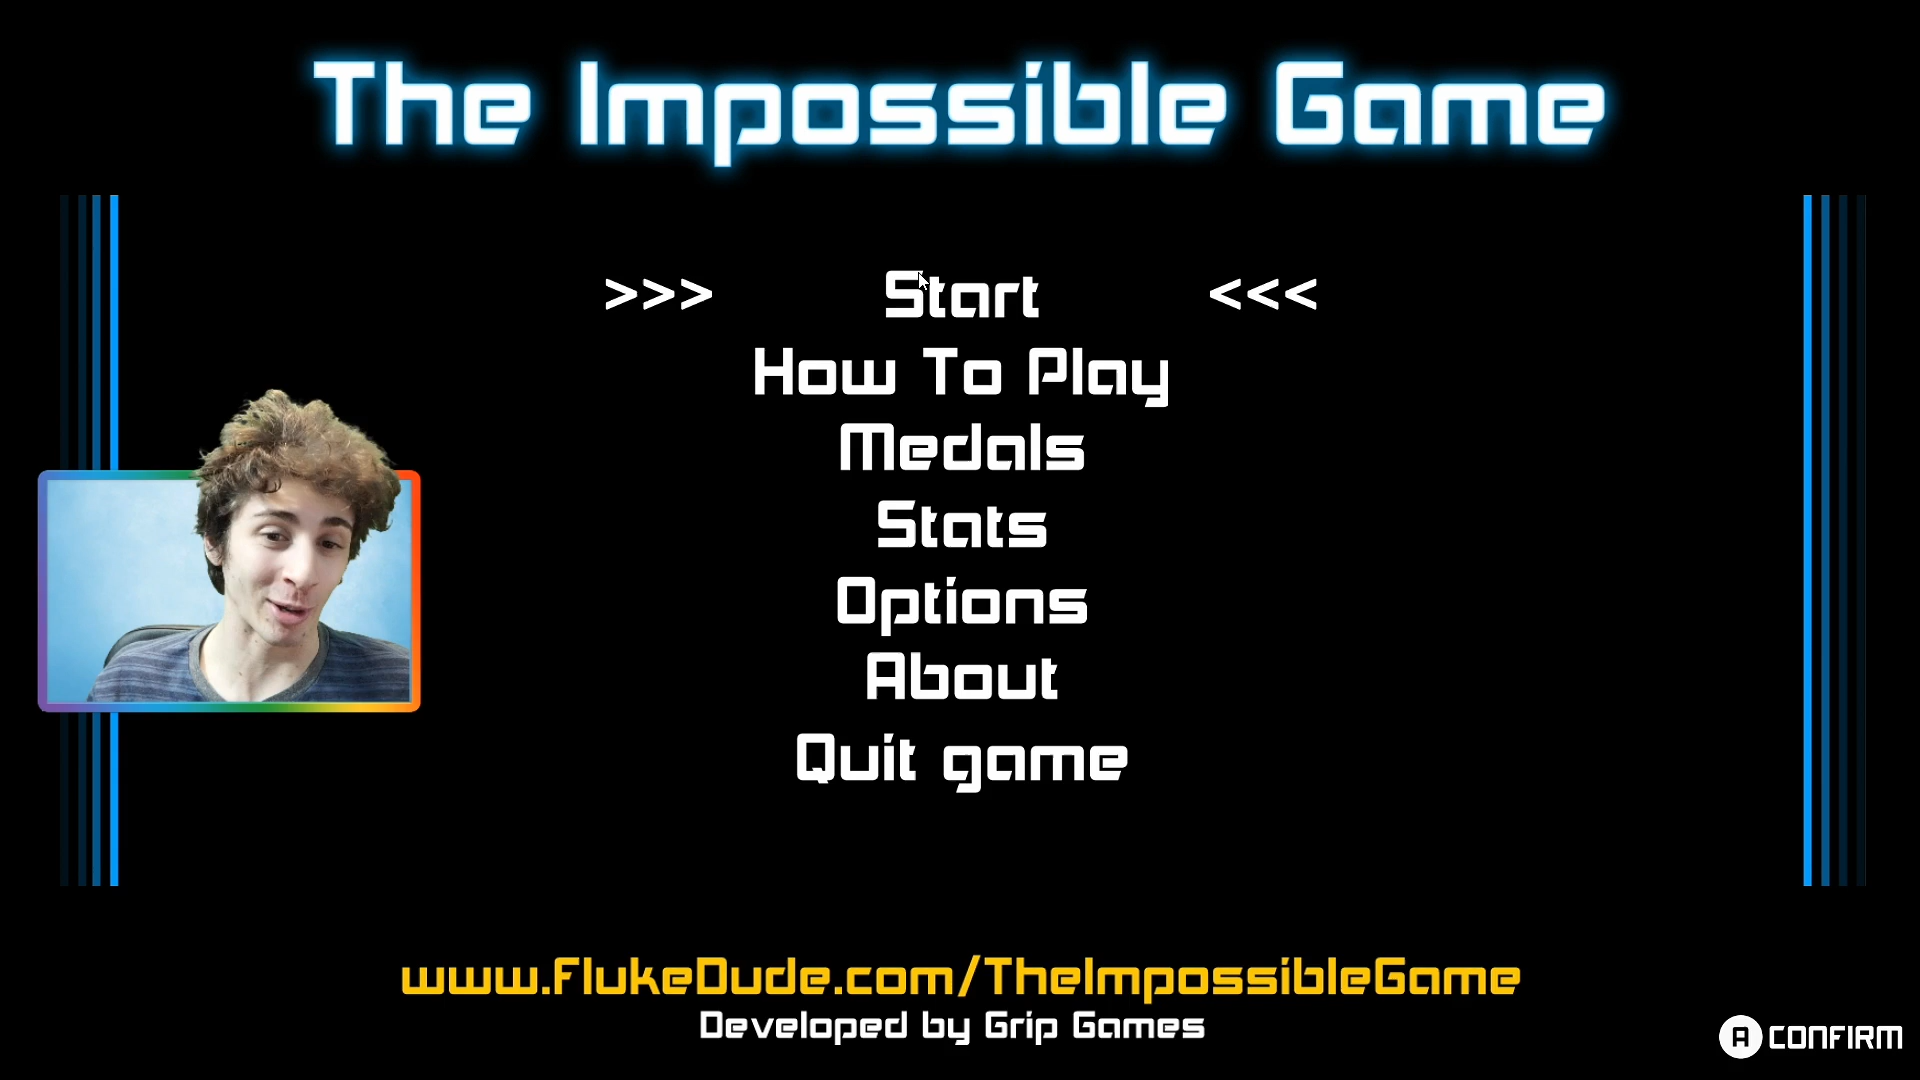 The Impossible Game
>>> Start <<<
How To Play
Medals
Stats
Options
About
Quit game
www.FlukeDude.com/TheImpossibleGame
Developed by Grip Games
A CONFIRM